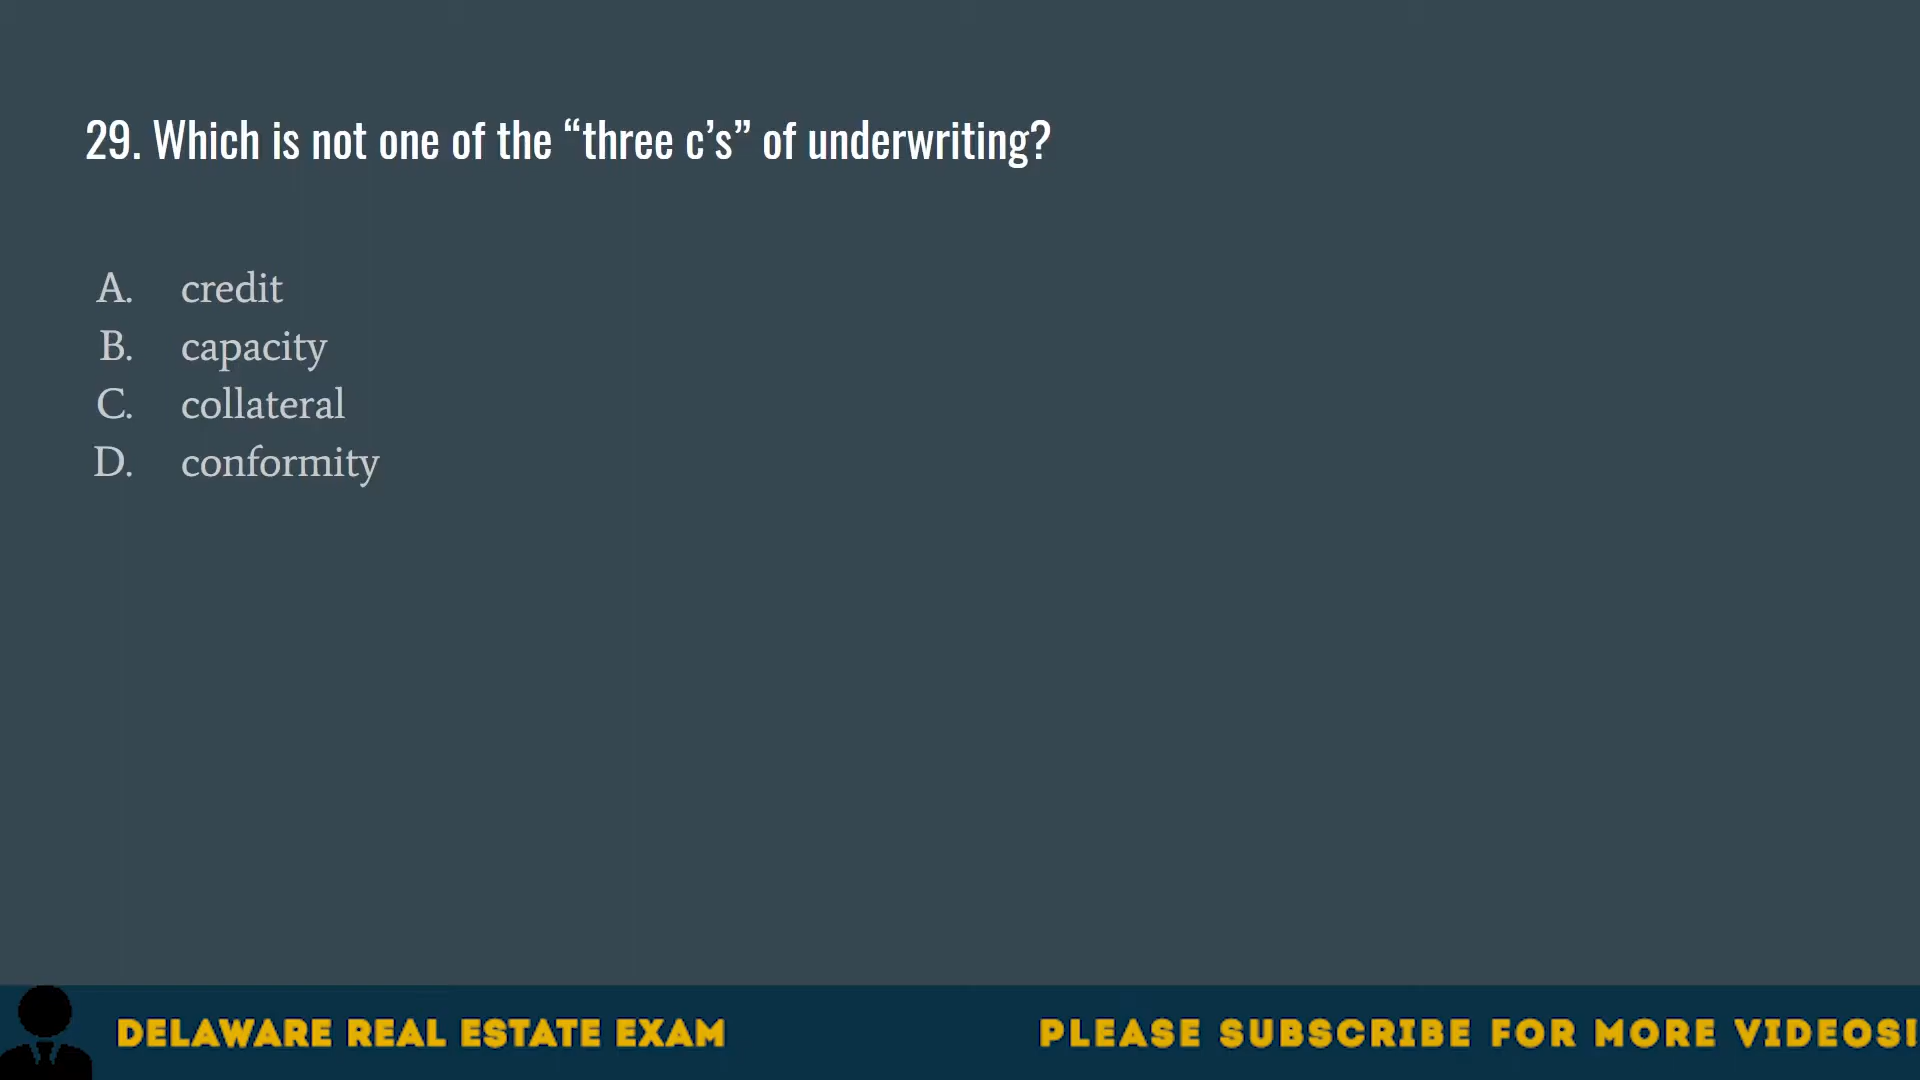 29. Which is not one of the “three c’s” of underwriting?
A. credit
B. capacity
C. collateral
D. conformity
DELAWARE REAL ESTATE EXAM
PLEASE SUBSCRIBE FOR MORE VIDEOS!